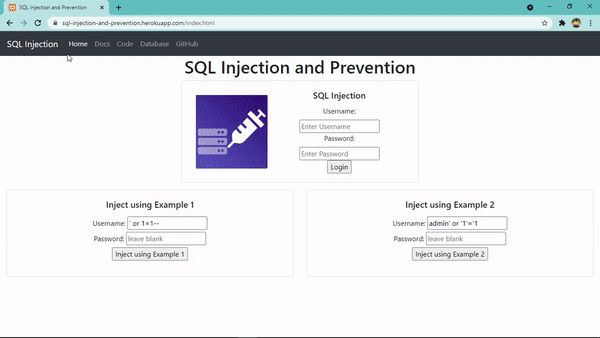 SQL Injection and Prevention
sql-injection-and-prevention.herokuapp.com/index.html
SQL Injection Home Docs Code Database GitHub
SQL Injection and Prevention
SQL Injection
Username:
Enter Username
Password:
Enter Password
Login
Inject using Example 1
Username: ' or 1=1--
Password: leave blank
Inject using Example 1
Inject using Example 2
Username: admin' or '1'='1
Password: leave blank
Inject using Example 2